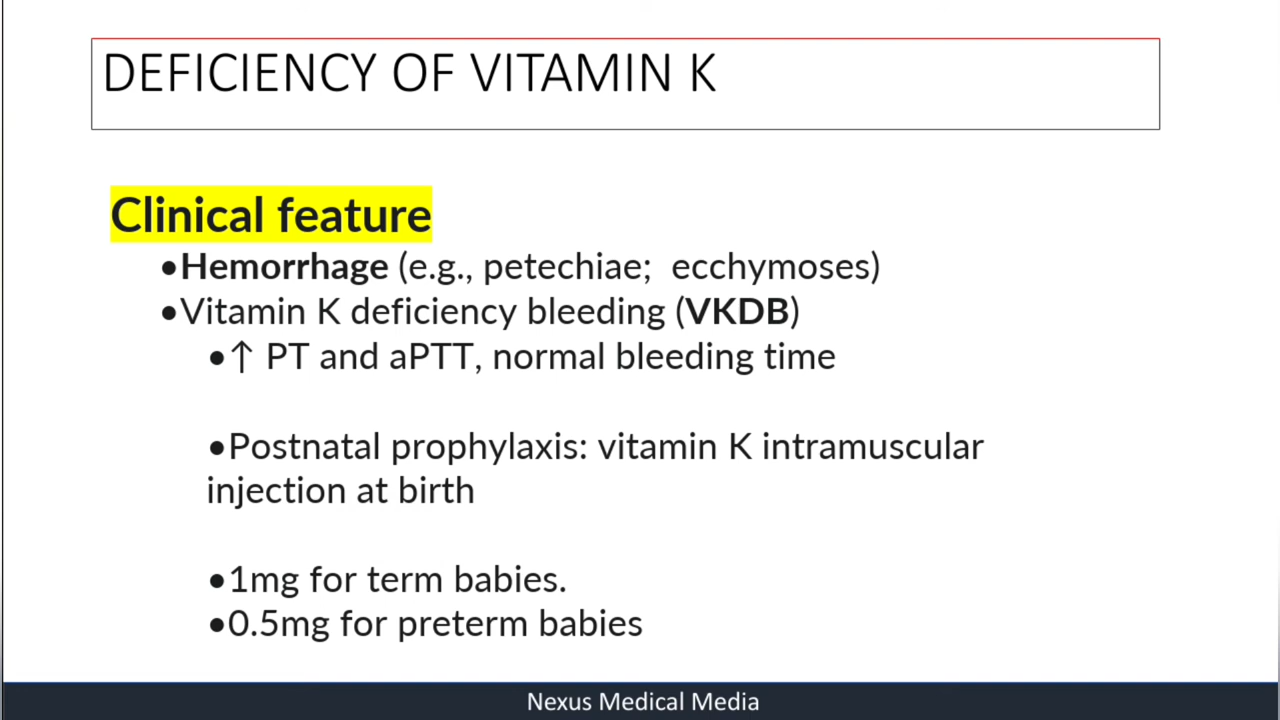 DEFICIENCY OF VITAMIN K
Clinical feature
•Hemorrhage (e.g., petechiae;  ecchymoses)
•Vitamin K deficiency bleeding (VKDB)
•↑ PT and aPTT, normal bleeding time
•Postnatal prophylaxis: vitamin K intramuscular
injection at birth
•1mg for term babies.
•0.5mg for preterm babies
Nexus Medical Media